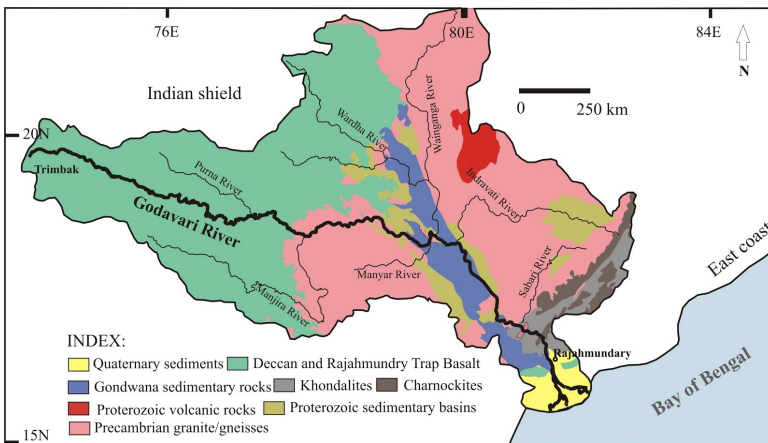 76E
80E
84E
N
Indian shield
0 250 km
20N
Trimbak
Purna River
Godavari River
Wardha River
Wainganga River
Indravati River
Manyar River
Manjira River
Sabari River
East coast
Rajahmundary
Bay of Bengal
INDEX:
Quaternary sediments Deccan and Rajahmundry Trap Basalt
Gondwana sedimentary rocks Khondalites Charnockites
Proterozoic volcanic rocks Proterozoic sedimentary basins
Precambrian granite/gneisses
15N